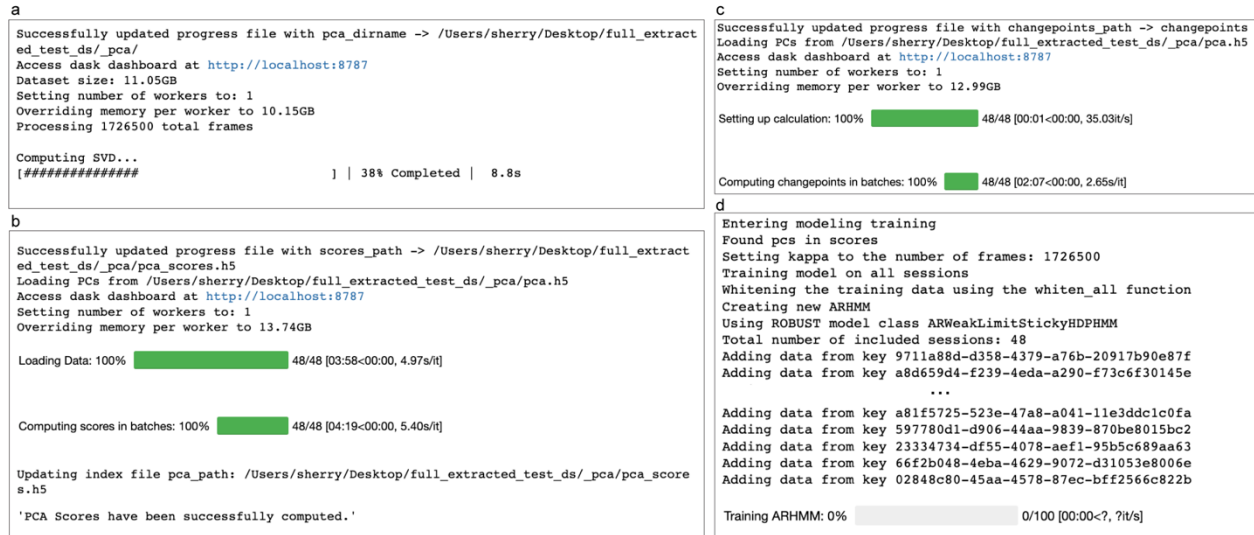 a
Successfully updated progress file with pca_dirname -> /Users/sherry/Desktop/full_extract
ed_test_ds/_pca/
Access dask dashboard at http://localhost:8787
Dataset size: 11.05GB
Setting number of workers to: 1
Overriding memory per worker to 10.15GB
Processing 1726500 total frames
Computing SVD...
[############### ] | 38% Completed | 8.8s
b
Successfully updated progress file with scores_path -> /Users/sherry/Desktop/full_extract
ed_test_ds/_pca/pca_scores.h5
Loading PCs from /Users/sherry/Desktop/full_extracted_test_ds/_pca/pca.h5
Access dask dashboard at http://localhost:8787
Setting number of workers to: 1
Overriding memory per worker to 13.74GB
Loading Data: 100% 48/48 [03:58<00:00, 4.97s/it]
Computing scores in batches: 100% 48/48 [04:19<00:00, 5.40s/it]
Updating index file pca_path: /Users/sherry/Desktop/full_extracted_test_ds/_pca/pca_score
s.h5
'PCA Scores have been successfully computed.'
c
Successfully updated progress file with changepoints_path -> changepoints
Loading PCs from /Users/sherry/Desktop/full_extracted_test_ds/_pca/pca.h5
Access dask dashboard at http://localhost:8787
Setting number of workers to: 1
Overriding memory per worker to 12.99GB
Setting up calculation: 100% 48/48 [00:01<00:00, 35.03it/s]
Computing changepoints in batches: 100% 48/48 [02:07<00:00, 2.65s/it]
d
Entering modeling training
Found pcs in scores
Setting kappa to the number of frames: 1726500
Training model on all sessions
Whitening the training data using the whiten_all function
Creating new ARHMM
Using ROBUST model class ARWeakLimitStickyHDPHMM
Total number of included sessions: 48
Adding data from key 9711a88d-d358-4379-a76b-20917b90e87f
Adding data from key a8d659d4-f239-4eda-a290-f73c6f30145e
...
Adding data from key a81f5725-523e-47a8-a041-11e3ddc1c0fa
Adding data from key 597780d1-d906-44aa-9839-870be8015bc2
Adding data from key 23334734-df55-4078-aef1-95b5c689aa63
Adding data from key 66f2b048-4eba-4629-9072-d31053e8006e
Adding data from key 02848c80-45aa-4578-87ec-bff2566c822b
Training ARHMM: 0% 0/100 [00:00<?, ?it/s]